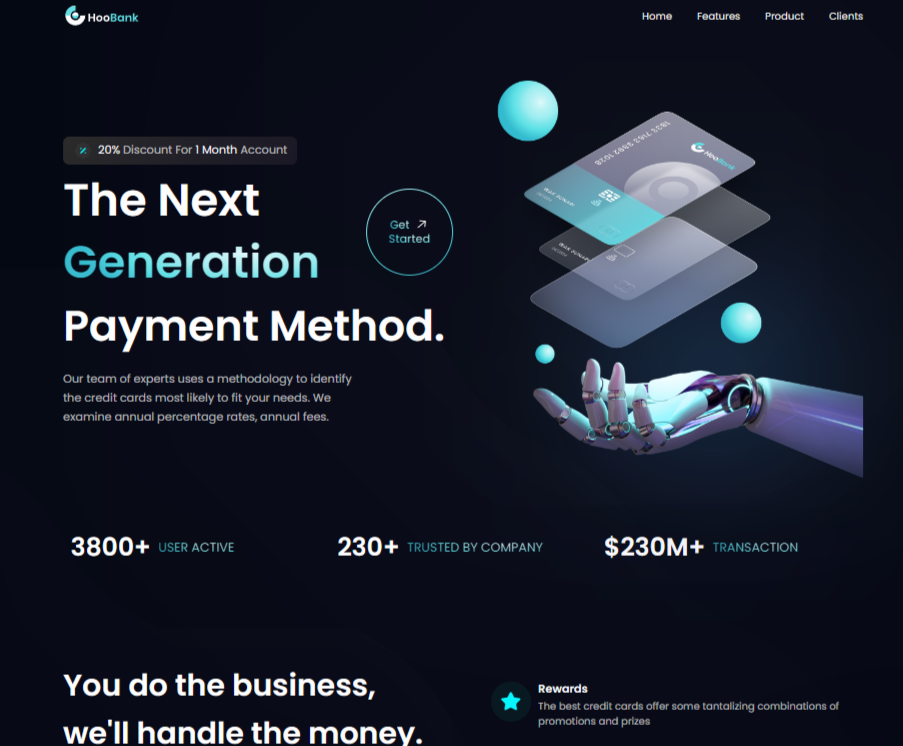 HooBank
Home Features Product Clients
20% Discount For 1 Month Account
The Next
Generation
Payment Method.
Get
Started
Our team of experts uses a methodology to identify
the credit cards most likely to fit your needs. We
examine annual percentage rates, annual fees.
HooBank
3800+ USER ACTIVE
230+ TRUSTED BY COMPANY
$230M+ TRANSACTION
You do the business,
we'll handle the money.
Rewards
The best credit cards offer some tantalizing combinations of
promotions and prizes